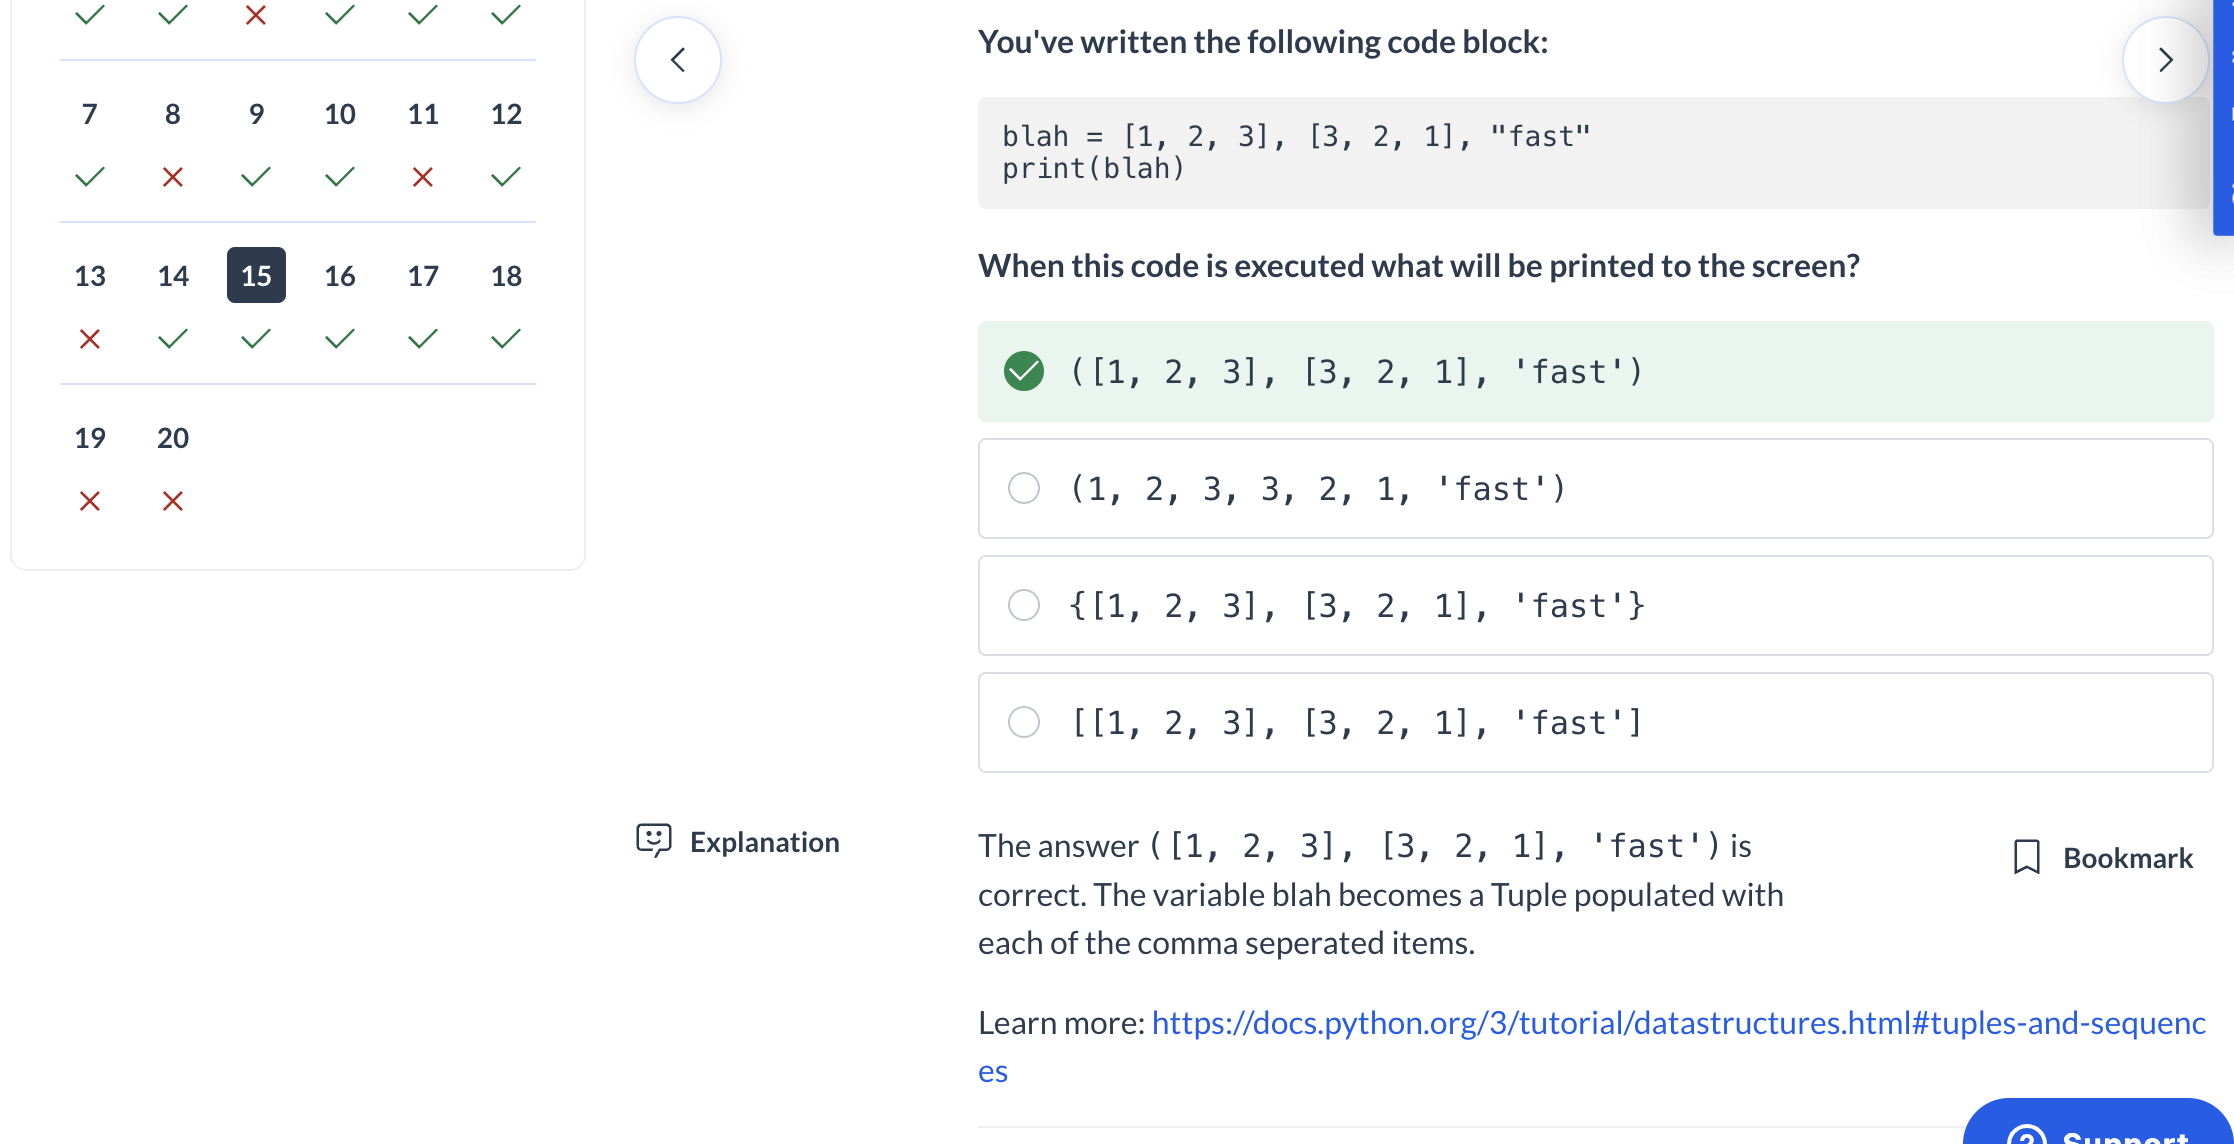 7 8 9 10 11 12
13 14 15 16 17 18
19 20
You've written the following code block:
blah = [1, 2, 3], [3, 2, 1], "fast"
print(blah)
When this code is executed what will be printed to the screen?
([1, 2, 3], [3, 2, 1], 'fast')
(1, 2, 3, 3, 2, 1, 'fast')
{[1, 2, 3], [3, 2, 1], 'fast'}
[[1, 2, 3], [3, 2, 1], 'fast']
Explanation
The answer ([1, 2, 3], [3, 2, 1], 'fast') is
correct. The variable blah becomes a Tuple populated with
each of the comma seperated items.
Bookmark
Learn more: https://docs.python.org/3/tutorial/datastructures.html#tuples-and-sequenc
es
Support